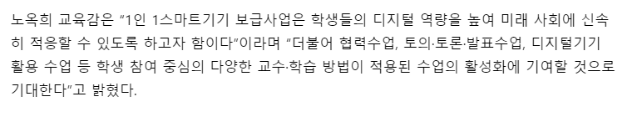 노옥희 교육감은 "1인 1스마트기기 보급사업은 학생들의 디지털 역량을 높여 미래 사회에 신속
히 적응할 수 있도록 하고자 함이다"이라며 "더불어 협력수업, 토의·토론·발표수업, 디지털기기
활용 수업 등 학생 참여 중심의 다양한 교수·학습 방법이 적용된 수업의 활성화에 기여할 것으로
기대한다"고 밝혔다.